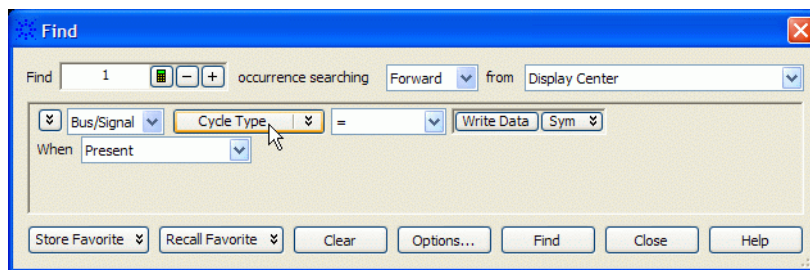 Find
Find 1 - + occurrence searching Forward from Display Center
Bus/Signal Cycle Type = Write Data Sym
When Present
Store Favorite Recall Favorite Clear Options... Find Close Help